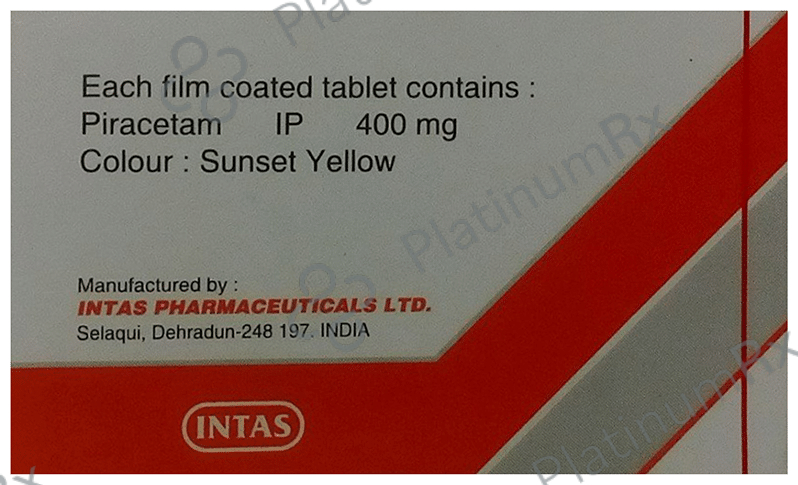 Each film coated tablet contains :
Piracetam IP 400 mg
Colour : Sunset Yellow
Manufactured by :
INTAS PHARMACEUTICALS LTD.
Selaqui, Dehradun-248 197. INDIA
INTAS
PlatinumRx
PlatinumRx